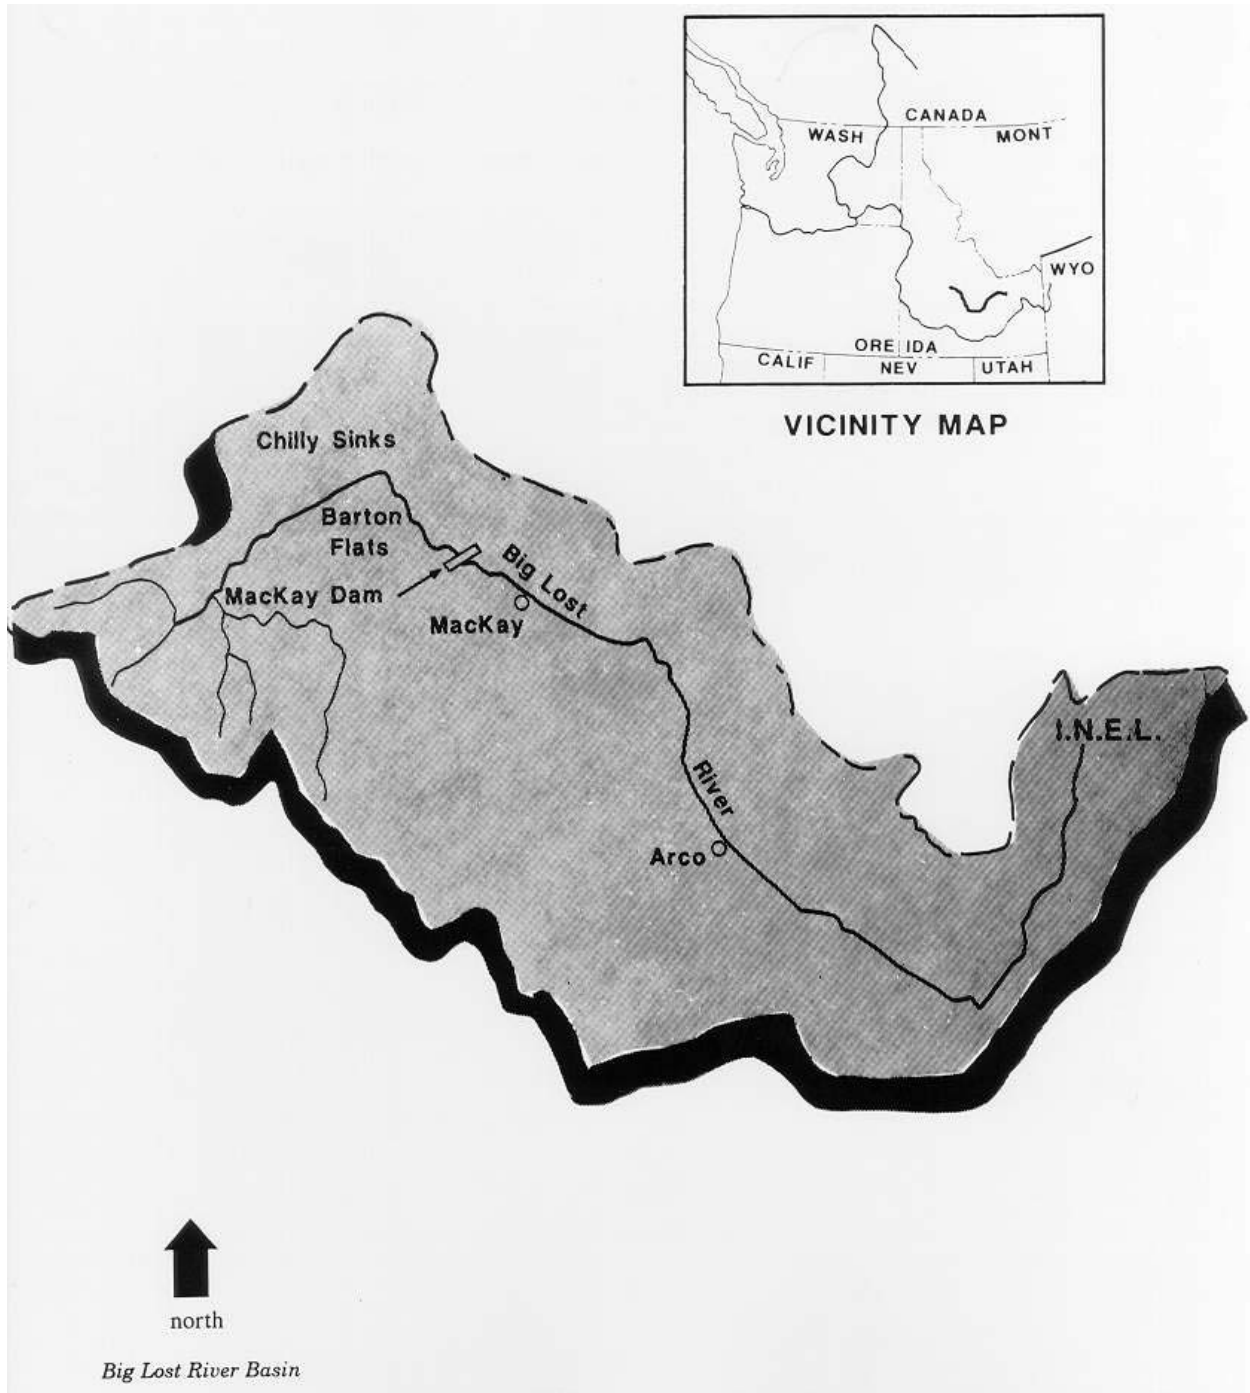 CANADA
WASH
MONT
WYO
ORE IDA
CALIF
NEV
UTAH
VICINITY MAP
Chilly Sinks
Barton
Flats
Big Lost
MacKay Dam
MacKay
I.N.E.L.
River
Arco
north
Big Lost River Basin